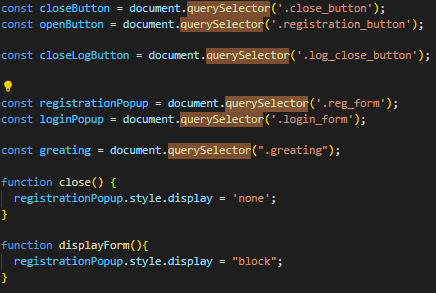 const closeButton = document.querySelector('.close_button');
const openButton = document.querySelector('.registration_button');
const closeLogButton = document.querySelector('.log_close_button');
const registrationPopup = document.querySelector('.reg_form');
const loginPopup = document.querySelector('.login_form');
const greating = document.querySelector(".greating");
function close() {
registrationPopup.style.display = 'none';
}
function displayForm(){
registrationPopup.style.display = "block";
}